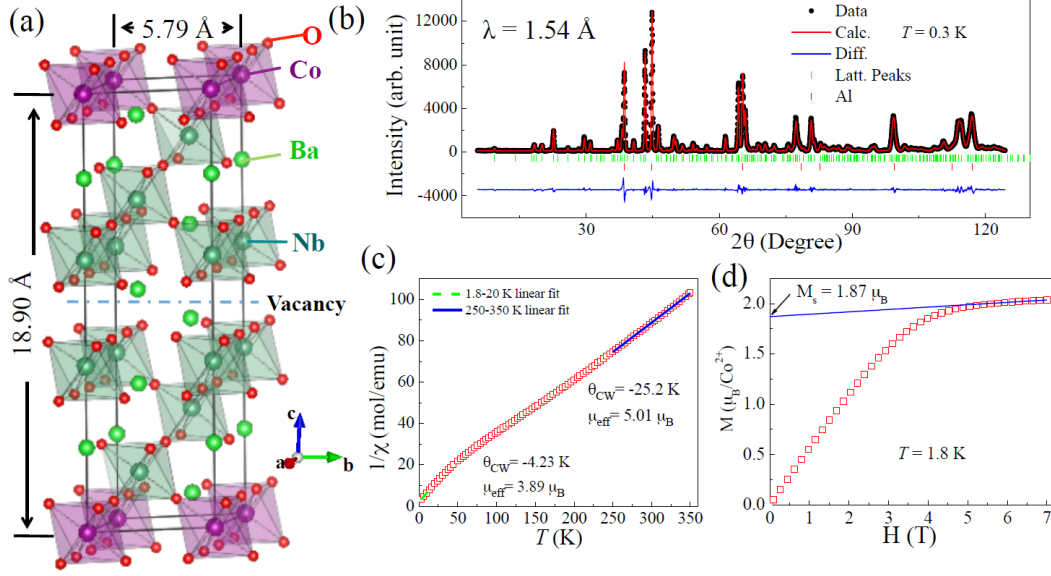 (a)
5.79 Å
O
Co
Ba
Nb
Vacancy
18.90 Å
c
a
b
(b)
λ = 1.54 Å
Data
Calc.
T = 0.3 K
Diff.
Latt. Peaks
Al
Intensity (arb. unit)
12000
8000
4000
0
-4000
30
60
90
120
2θ (Degree)
(c)
1.8-20 K linear fit
250-350 K linear fit
θCW= -25.2 K
μeff= 5.01 μB
θCW= -4.23 K
μeff= 3.89 μB
1/χ (mol/emu)
100
80
60
40
20
0
0
50
100
150
200
250
300
350
T (K)
(d)
Ms = 1.87 μB
T = 1.8 K
M (μB/Co2+)
2.0
1.5
1.0
0.5
0.0
0
1
2
3
4
5
6
7
H (T)